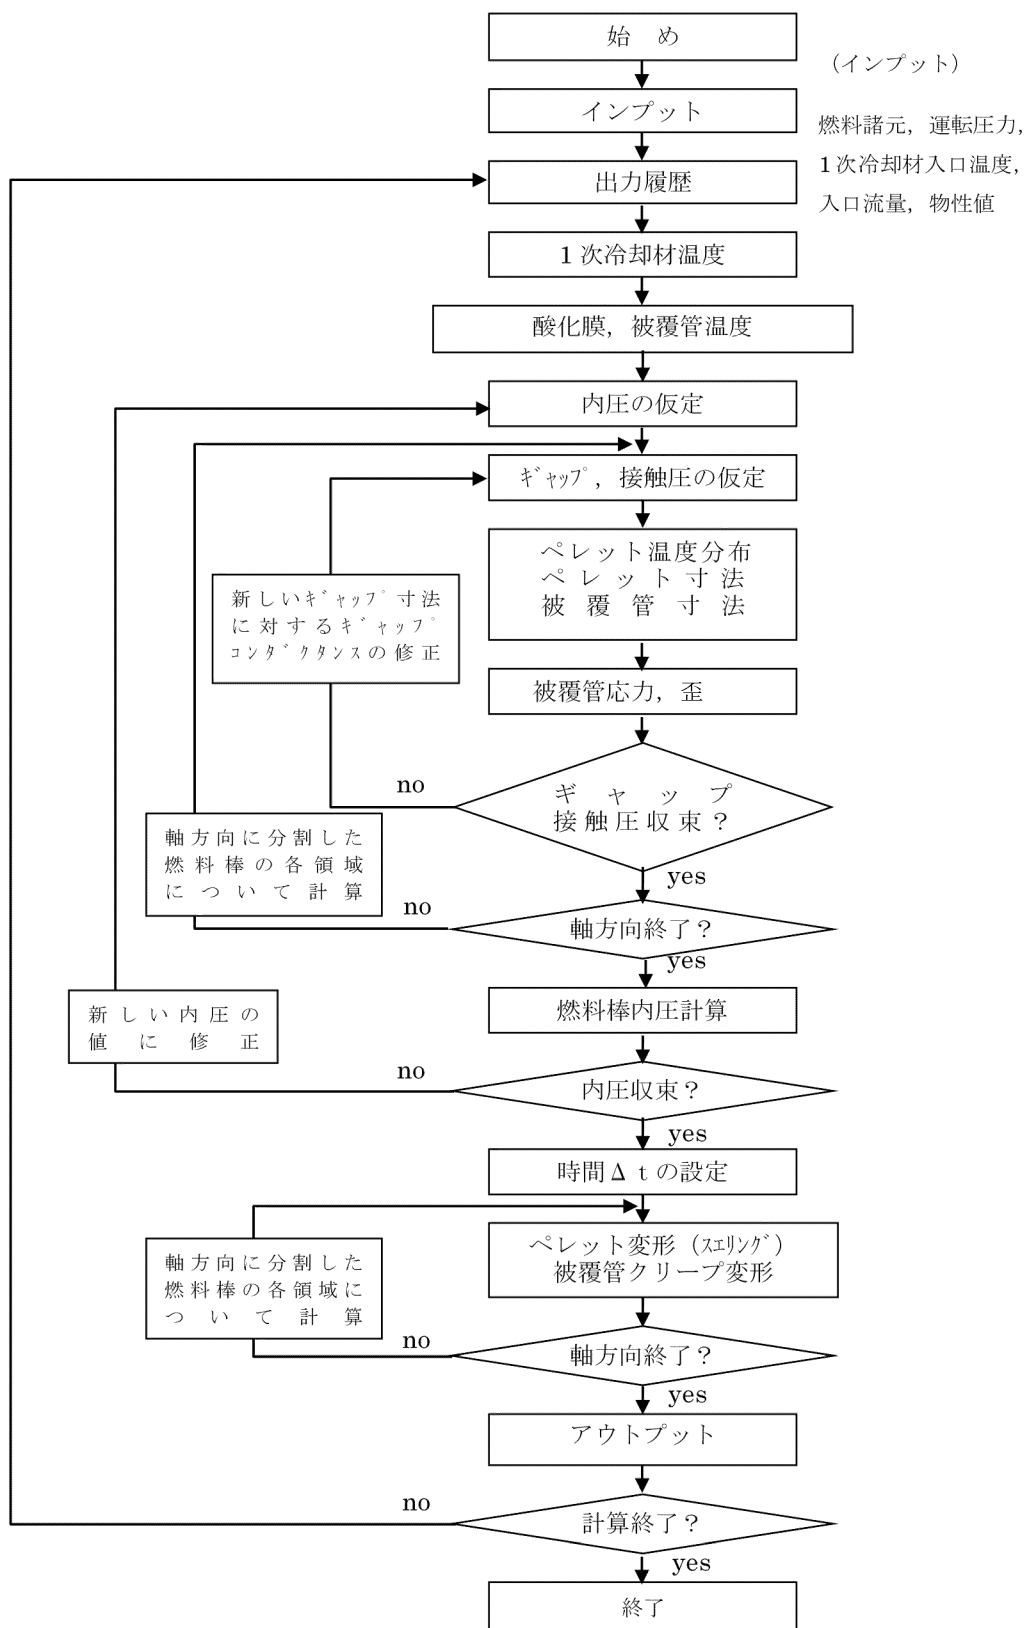 始 め
(インプット)
インプット
燃料諸元，運転圧力，
1次冷却材入口温度，
入口流量，物性値
出力履歴
1次冷却材温度
酸化膜，被覆管温度
内圧の仮定
ｷﾞｬｯﾌﾟ，接触圧の仮定
ペレット温度分布
ペレット寸法
被覆管寸法
新しいｷﾞｬｯﾌﾟ寸法
に対するｷﾞｬｯﾌﾟ
ｺﾝﾀﾞｸﾀﾝｽの修正
被覆管応力，歪
no
ギャップ
接触圧収束？
yes
軸方向に分割した
燃料棒の各領域
について計算
no
軸方向終了？
yes
燃料棒内圧計算
新しい内圧の
値に修正
no
内圧収束？
yes
時間Δｔの設定
ペレット変形（ｽｴﾘﾝｸﾞ）
被覆管クリープ変形
軸方向に分割した
燃料棒の各領域に
ついて計算
no
軸方向終了？
yes
アウトプット
no
計算終了？
yes
終了